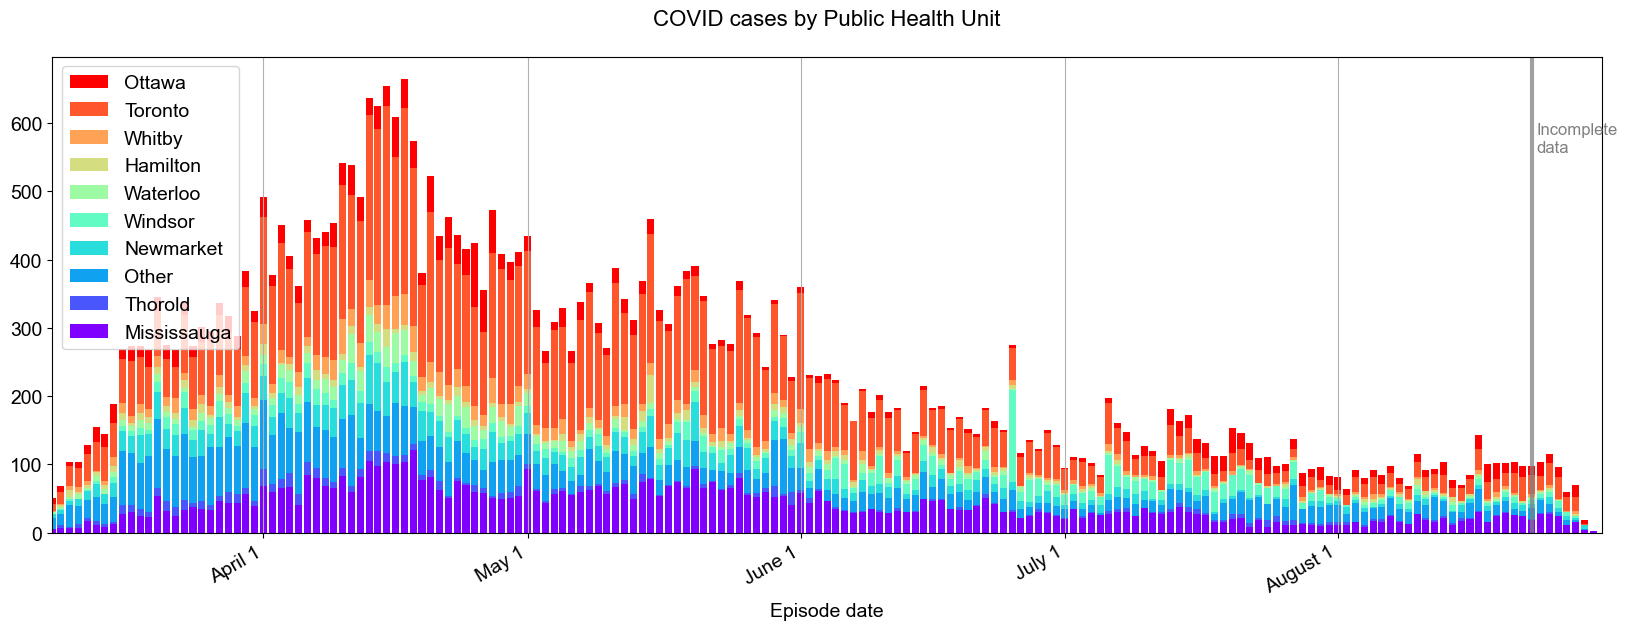 COVID cases by Public Health Unit
Ottawa
Toronto
Whitby
Hamilton
Waterloo
Windsor
Newmarket
Other
Thorold
Mississauga
600
500
400
300
200
100
0
Incomplete
data
April 1
May 1
June 1
July 1
August 1
Episode date